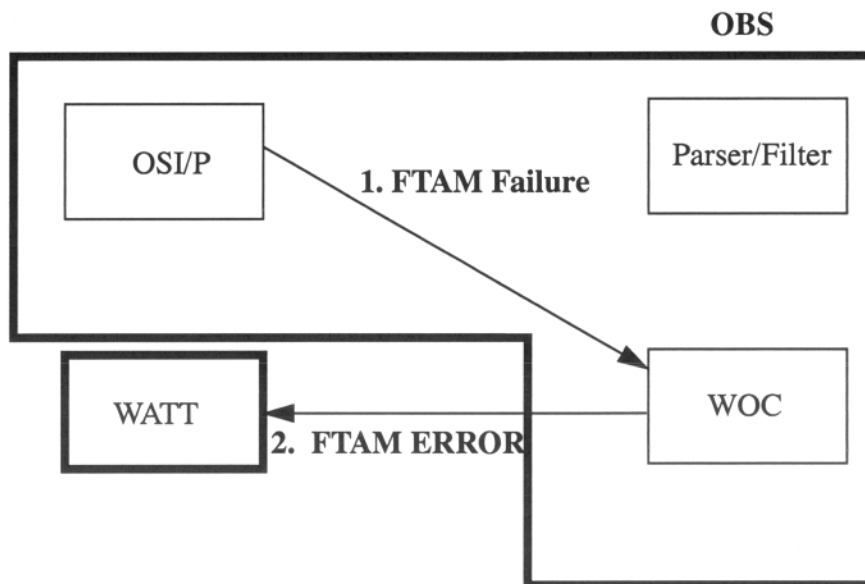 OBS
OSI/P
Parser/Filter
1. FTAM Failure
WATT
WOC
2. FTAM ERROR